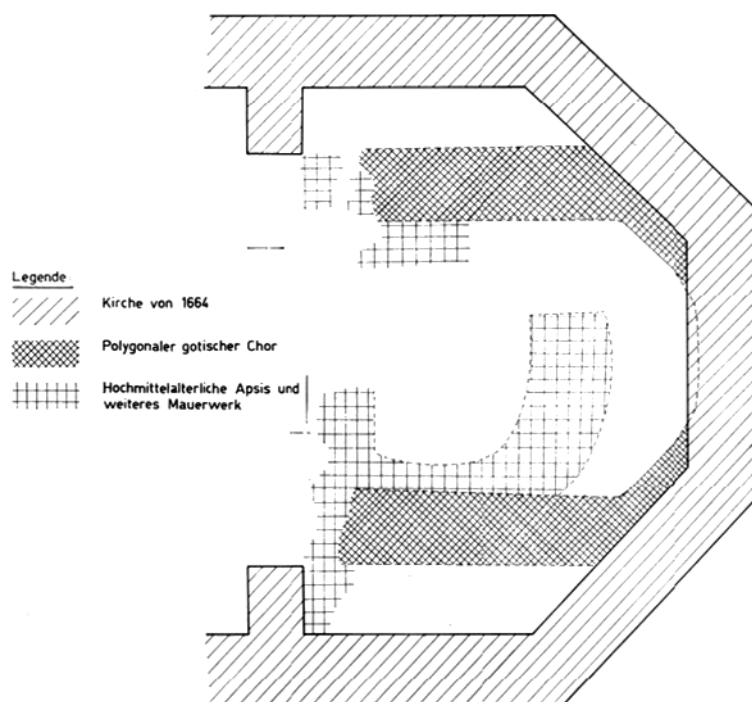 Legende
Kirche von 1664
Polygonaler gotischer Chor
Hochmittelalterliche Apsis und
weiteres Mauerwerk